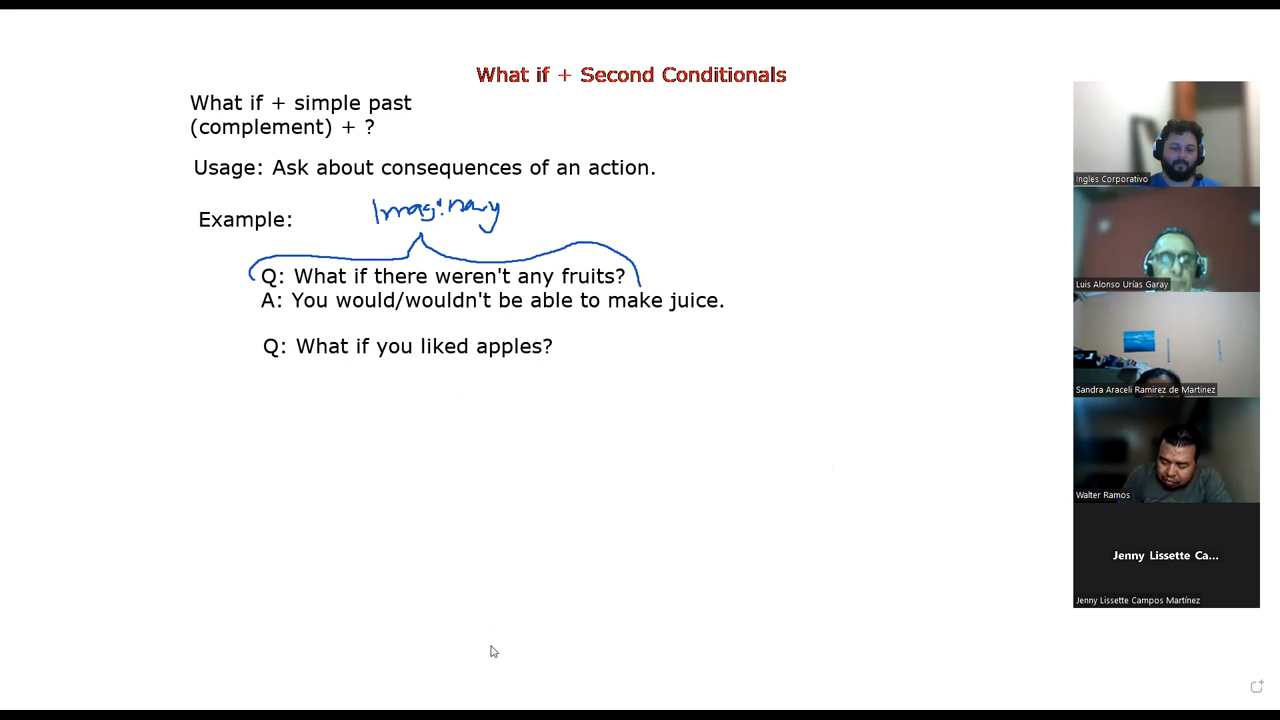 What if + Second Conditionals
What if + simple past
(complement) + ?
Usage: Ask about consequences of an action.
Imaginary
Example:
Q: What if there weren't any fruits?
A: You would/wouldn't be able to make juice.
Q: What if you liked apples?
Ingles Corporativo
Luis Alonso Urías Garay
Sandra Araceli Ramirez de Martinez
Walter Ramos
Jenny Lissette Ca...
Jenny Lissette Campos Martínez